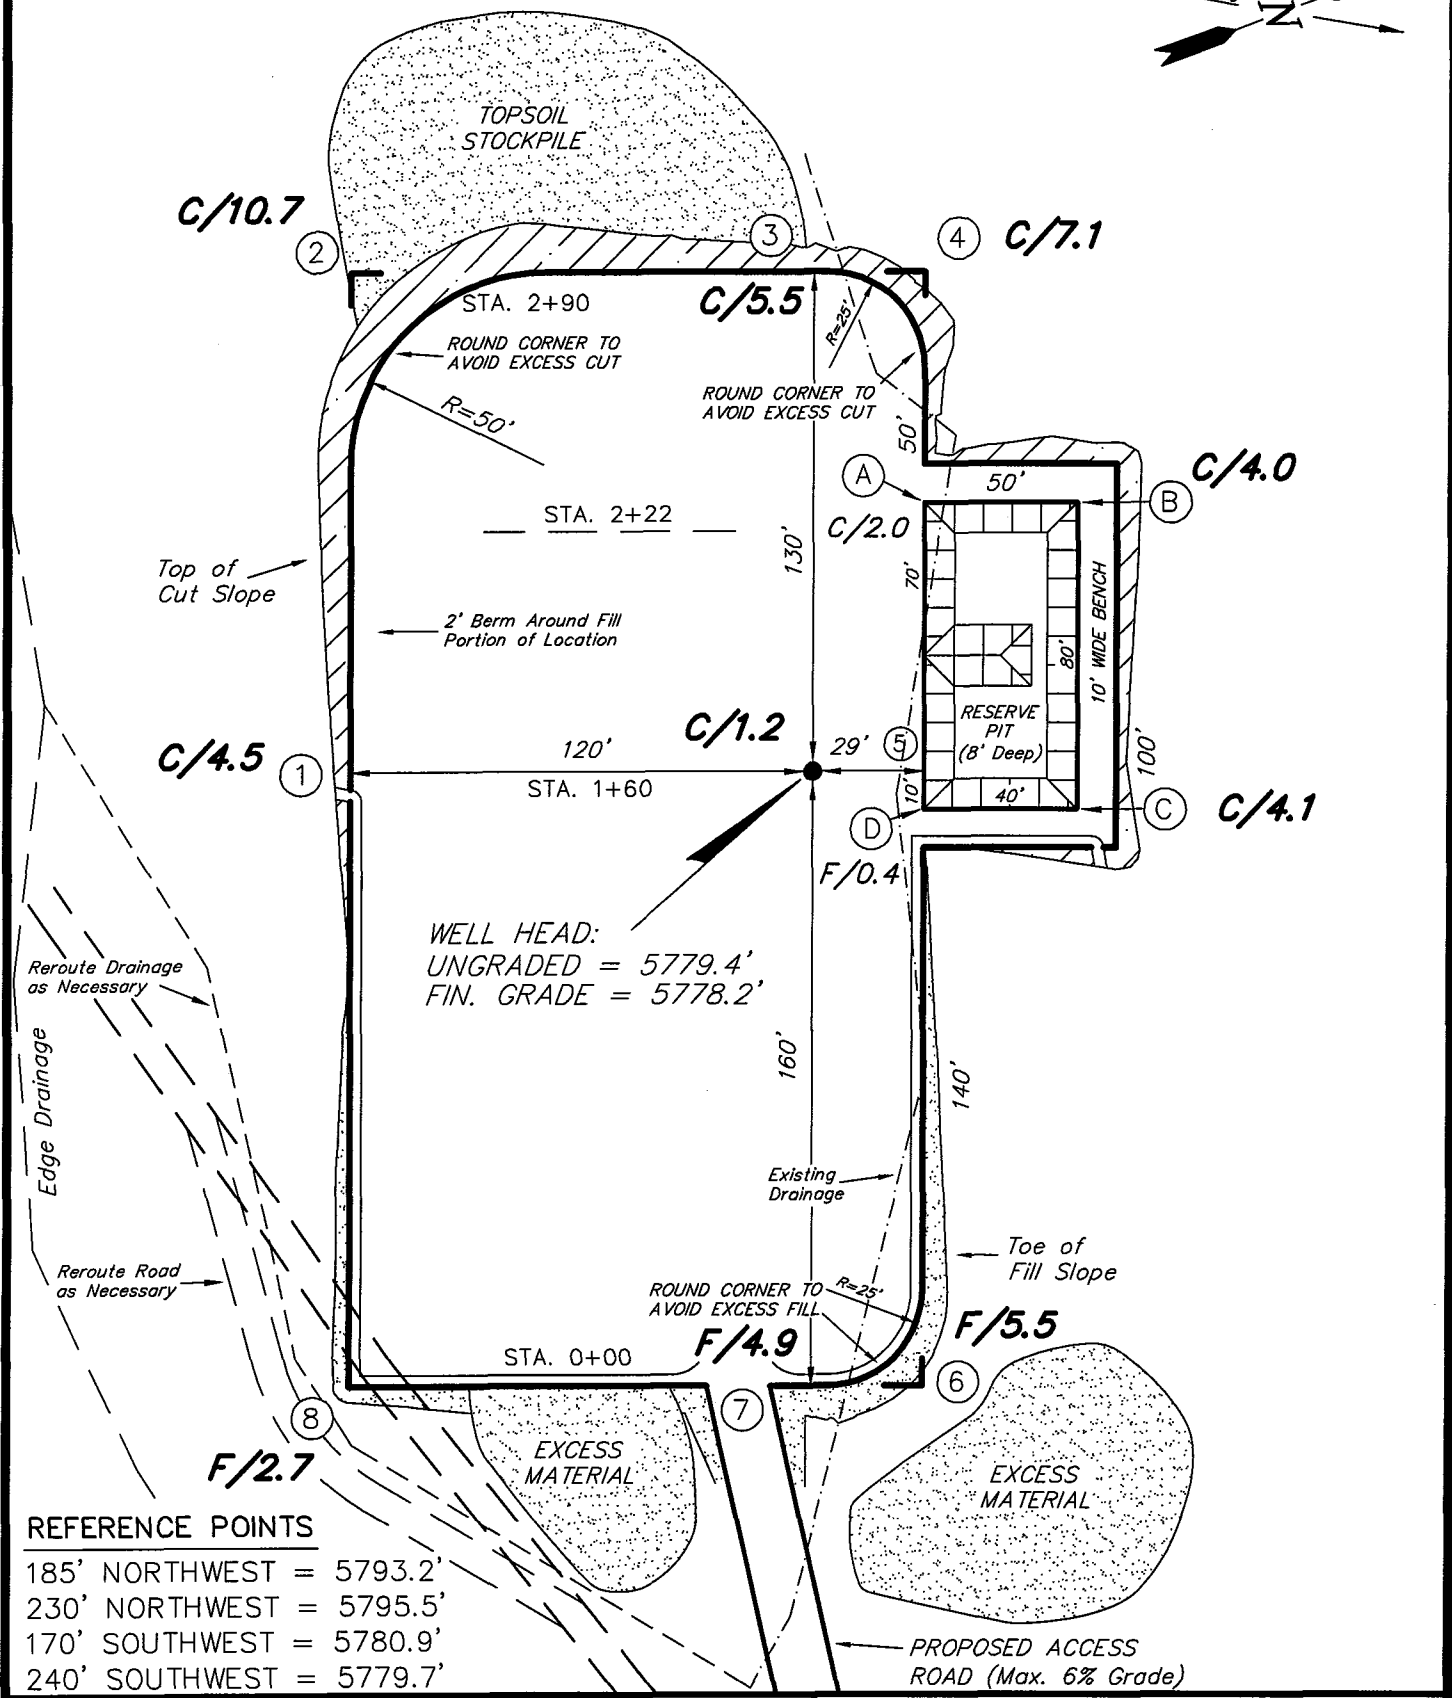 N
TOPSOIL
STOCKPILE
C/10.7
2
3
4
C/7.1
STA. 2+90
C/5.5
R=25'
ROUND CORNER TO
AVOID EXCESS CUT
R=50'
ROUND CORNER TO
AVOID EXCESS CUT
50'
C/4.0
A
50'
B
STA. 2+22
C/2.0
130'
Top of
Cut Slope
70'
10' WIDE BENCH
2' Berm Around Fill
Portion of Location
80'
RESERVE
PIT
(8' Deep)
C/4.5
1
120'
STA. 1+60
C/1.2
29'
5
100'
10'
40'
D
C
C/4.1
F/0.4
WELL HEAD:
UNGRADED = 5779.4'
FIN. GRADE = 5778.2'
Reroute Drainage
as Necessary
Edge Drainage
160'
140'
Existing
Drainage
Reroute Road
as Necessary
Toe of
Fill Slope
ROUND CORNER TO
AVOID EXCESS FILL
R=25'
F/5.5
STA. 0+00
F/4.9
6
7
8
F/2.7
EXCESS
MATERIAL
EXCESS
MATERIAL
REFERENCE POINTS
185' NORTHWEST = 5793.2'
230' NORTHWEST = 5795.5'
170' SOUTHWEST = 5780.9'
240' SOUTHWEST = 5779.7'
PROPOSED ACCESS
ROAD (Max. 6% Grade)